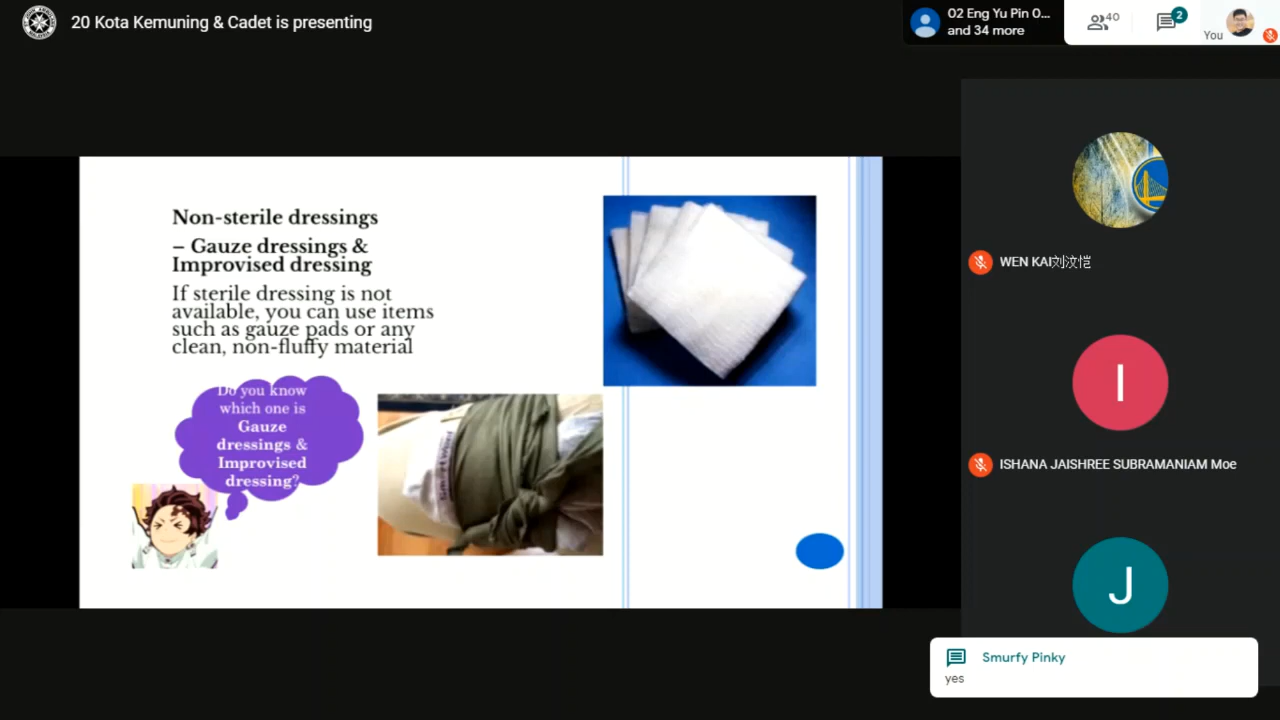 20 Kota Kemuning & Cadet is presenting
O2 Eng Yu Pin O...
and 34 more
40
2
You
Non-sterile dressings
– Gauze dressings &
Improvised dressing
If sterile dressing is not
available, you can use items
such as gauze pads or any
clean, non-fluffy material
Do you know
which one is
Gauze
dressings &
Improvised
dressing?
WEN KAI刘汶恺
I
ISHANA JAISHREE SUBRAMANIAM Moe
J
Smurfy Pinky
yes